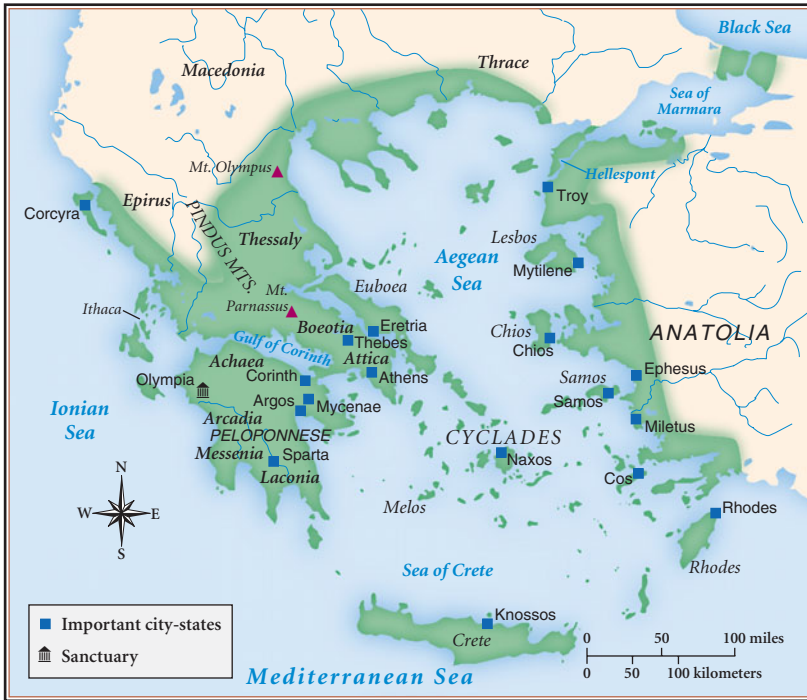 Black Sea
Thrace
Macedonia
Sea of
Marmara
Mt. Olympus
Hellespont
Troy
Corcyra
Epirus
PINDUS MTS.
Thessaly
Lesbos
Mytilene
Aegean
Sea
Euboea
Mt.
Parnassus
Ithaca
Boeotia
Eretria
Thebes
Gulf of Corinth
Attica
Athens
Chios
Chios
ANATOLIA
Achaea
Olympia
Corinth
Argos
Mycenae
Ephesus
Samos
Samos
Miletus
Ionian
Sea
Arcadia
PELOPONNESE
Messenia
Sparta
Laconia
CYCLADES
Naxos
Cos
Melos
Rhodes
Rhodes
N
W
E
S
Sea of Crete
Knossos
Crete
Important city-states
Sanctuary
0 50 100 miles
0 50 100 kilometers
Mediterranean Sea